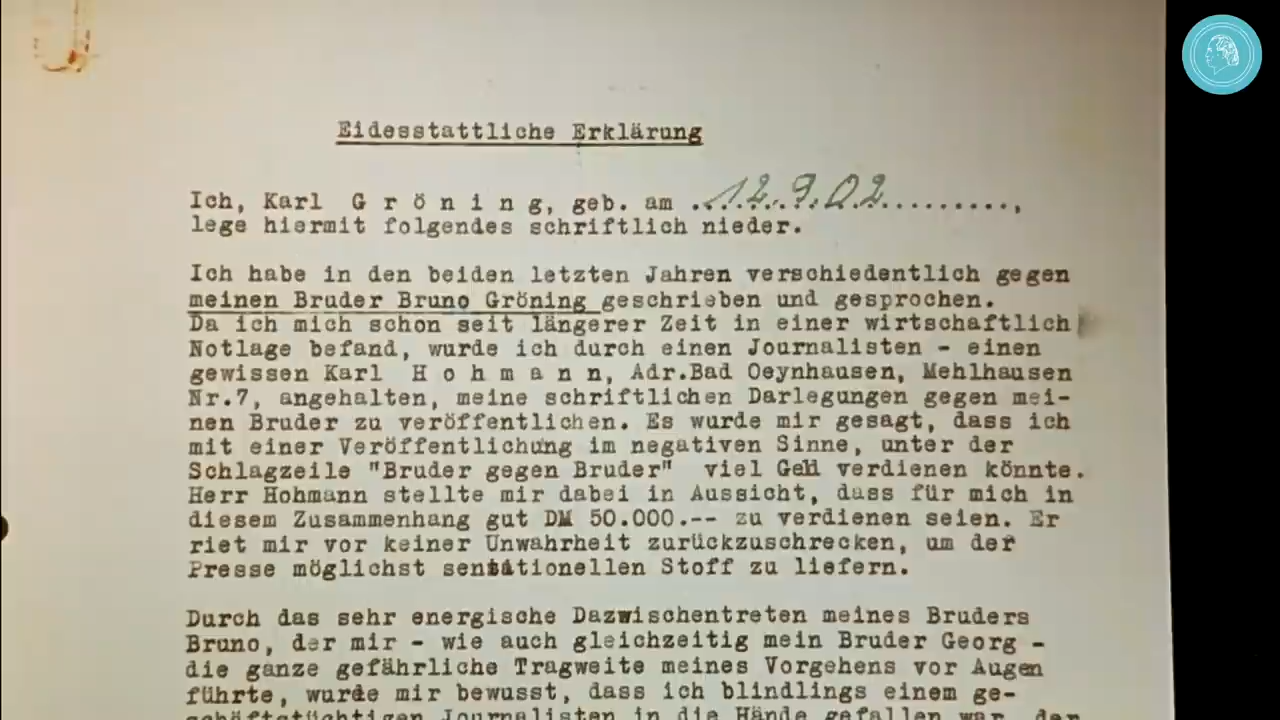 Eidesstattliche Erklärung
Ich, Karl G r ö n i n g, geb. am .12.9.02..........,
lege hiermit folgendes schriftlich nieder.
Ich habe in den beiden letzten Jahren verschiedentlich gegen
meinen Bruder Bruno Gröning geschrieben und gesprochen.
Da ich mich schon seit längerer Zeit in einer wirtschaftlich
Notlage befand, wurde ich durch einen Journalisten - einen
gewissen Karl H o h m a n n, Adr.Bad Oeynhausen, Mehlhausen
Nr.7, angehalten, meine schriftlichen Darlegungen gegen mei-
nen Bruder zu veröffentlichen. Es wurde mir gesagt, dass ich
mit einer Veröffentlichung im negativen Sinne, unter der
Schlagzeile "Bruder gegen Bruder" viel Geld verdienen könnte.
Herr Hohmann stellte mir dabei in Aussicht, dass für mich in
diesem Zusammenhang gut DM 50.000.-- zu verdienen seien. Er
riet mir vor keiner Unwahrheit zurückzuschrecken, um der
Presse möglichst sensationellen Stoff zu liefern.
Durch das sehr energische Dazwischentreten meines Bruders
Bruno, der mir - wie auch gleichzeitig mein Bruder Georg -
die ganze gefährliche Tragweite meines Vorgehens vor Augen
führte, wurde mir bewusst, dass ich blindlings einem ge-
schäftstüchtigen Journalisten in die Hände gefallen war, der